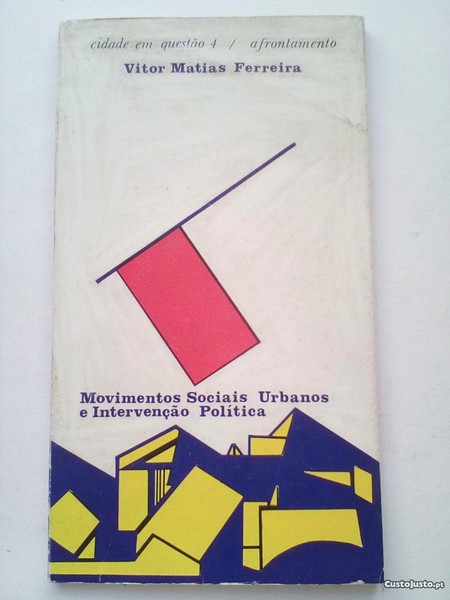 cidade em questão 4 / afrontamento
Vitor Matias Ferreira
Movimentos Sociais Urbanos
e Intervenção Política
CustoJusto.pt